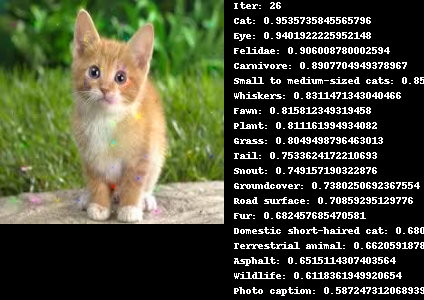 Iter: 26
Cat: 0.9535735845565796
Eye: 0.9401922225952148
Felidae: 0.906008780002594
Carnivore: 0.8907704949378967
Small to medium-sized cats: 0.85
Whiskers: 0.8311471343040466
Fawn: 0.815812349319458
Plant: 0.811161994934082
Grass: 0.8049498796463013
Tail: 0.7533624172210693
Snout: 0.749157190322876
Groundcover: 0.7380250692367554
Road surface: 0.70859295129776
Fur: 0.682457685470581
Domestic short-haired cat: 0.680
Terrestrial animal: 0.6620591878
Asphalt: 0.6515114307403564
Wildlife: 0.6118361949920654
Photo caption: 0.587247312068939